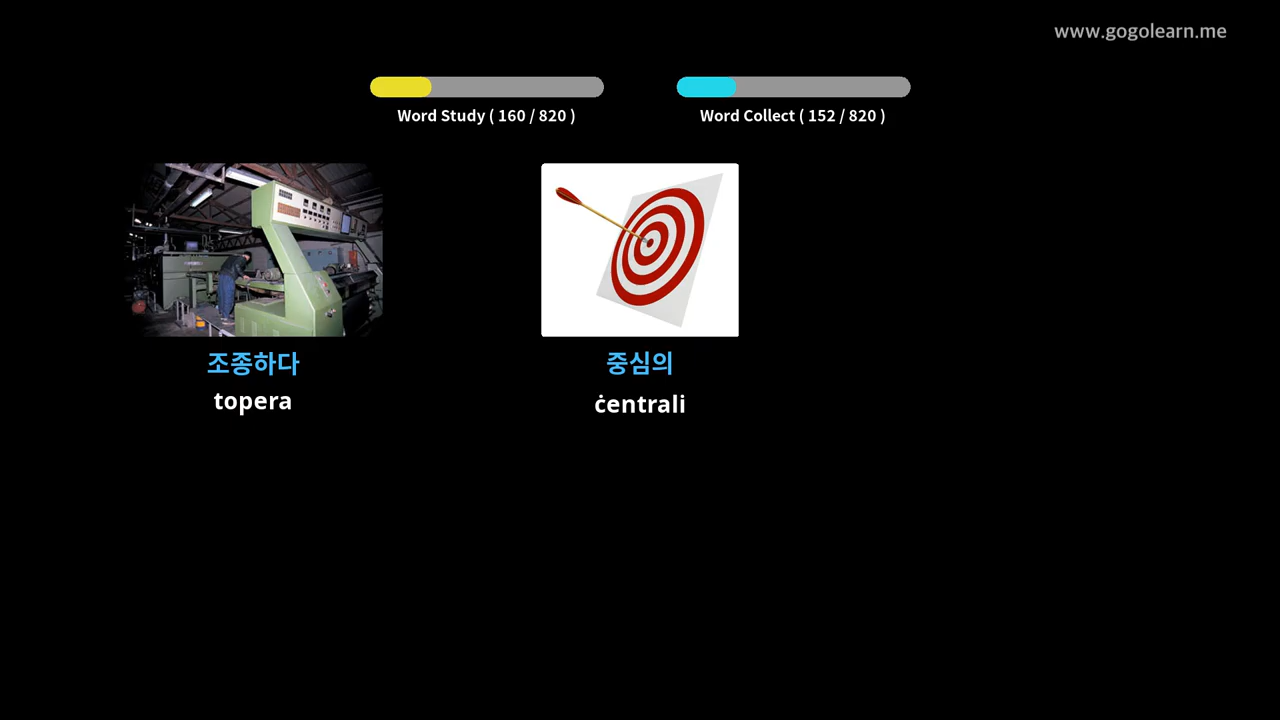 www.gogolearn.me
Word Study ( 160 / 820 )
Word Collect ( 152 / 820 )
조종하다
topera
중심의
ċentrali